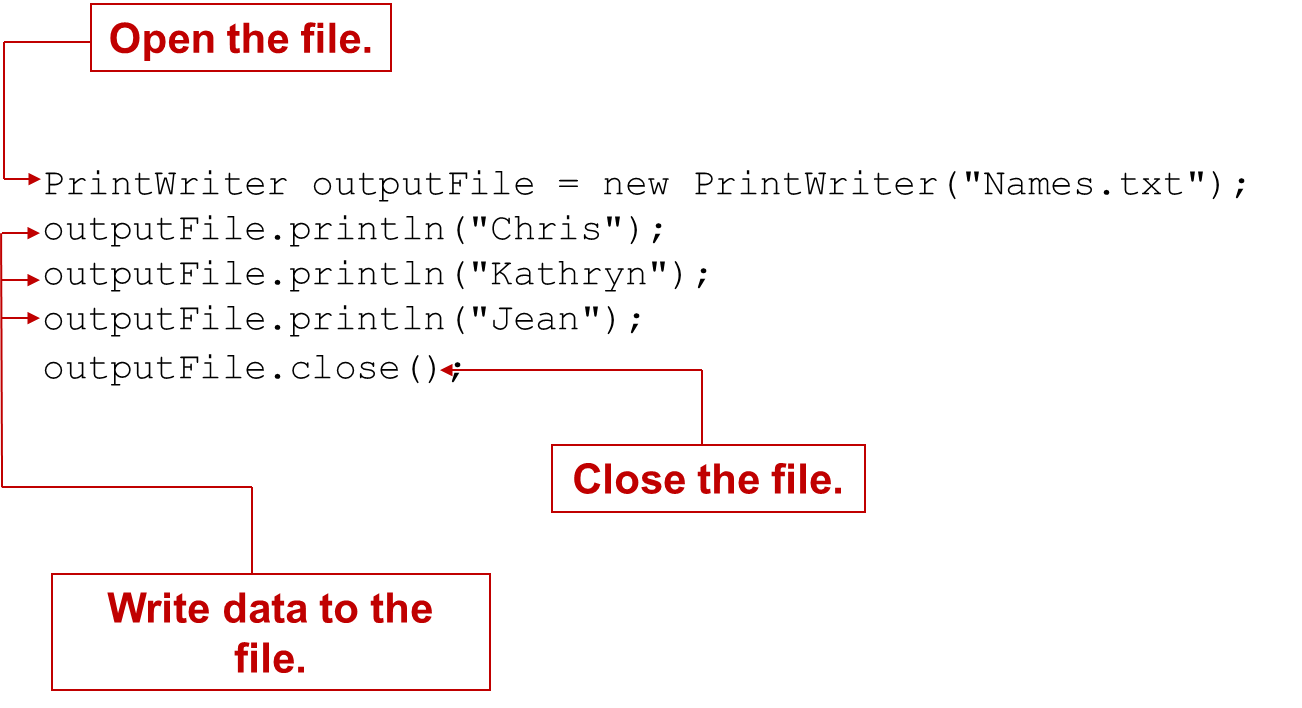 Open the file.
PrintWriter outputFile = new PrintWriter("Names.txt");
outputFile.println("Chris");
outputFile.println("Kathryn");
outputFile.println("Jean");
outputFile.close();
Close the file.
Write data to the
file.